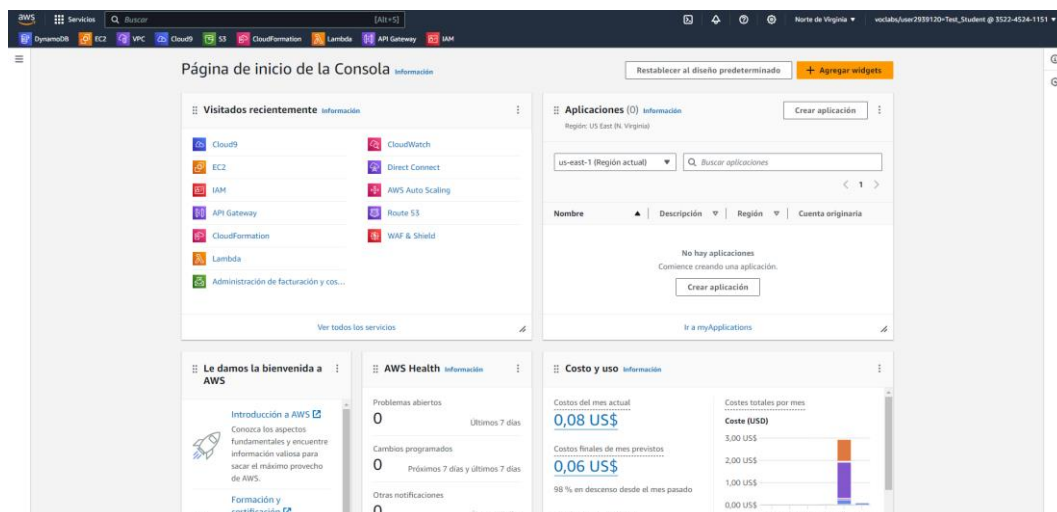 aws
Servicios
Buscar
[Alt+S]
Norte de Virginia
voclabs/user2939120=Test_Student @ 3522-4524-1151
DynamoDB
EC2
VPC
Cloud9
S3
CloudFormation
Lambda
API Gateway
IAM
Página de inicio de la Consola Información
Restablecer al diseño predeterminado
+ Agregar widgets
Visitados recientemente Información
Cloud9
EC2
IAM
API Gateway
CloudFormation
Lambda
Administración de facturación y cos...
CloudWatch
Direct Connect
AWS Auto Scaling
Route 53
WAF & Shield
Ver todos los servicios
Aplicaciones (0) Información
Región: US East (N. Virginia)
Crear aplicación
us-east-1 (Región actual)
Buscar aplicaciones
1
Nombre
Descripción
Región
Cuenta originaria
No hay aplicaciones
Comience creando una aplicación.
Crear aplicación
Ir a myApplications
Le damos la bienvenida a
AWS
Introducción a AWS
Conozca los aspectos
fundamentales y encuentre
información valiosa para
sacar el máximo provecho
de AWS.
Formación y
certificación
AWS Health Información
Problemas abiertos
0
Últimos 7 días
Cambios programados
0
Próximos 7 días y últimos 7 días
Otras notificaciones
0
Costo y uso Información
Costos del mes actual
0,08 US$
Costos finales de mes previstos
0,06 US$
98 % en descenso desde el mes pasado
Costes totales por mes
Coste (USD)
3,00 US$
2,00 US$
1,00 US$
0,00 US$